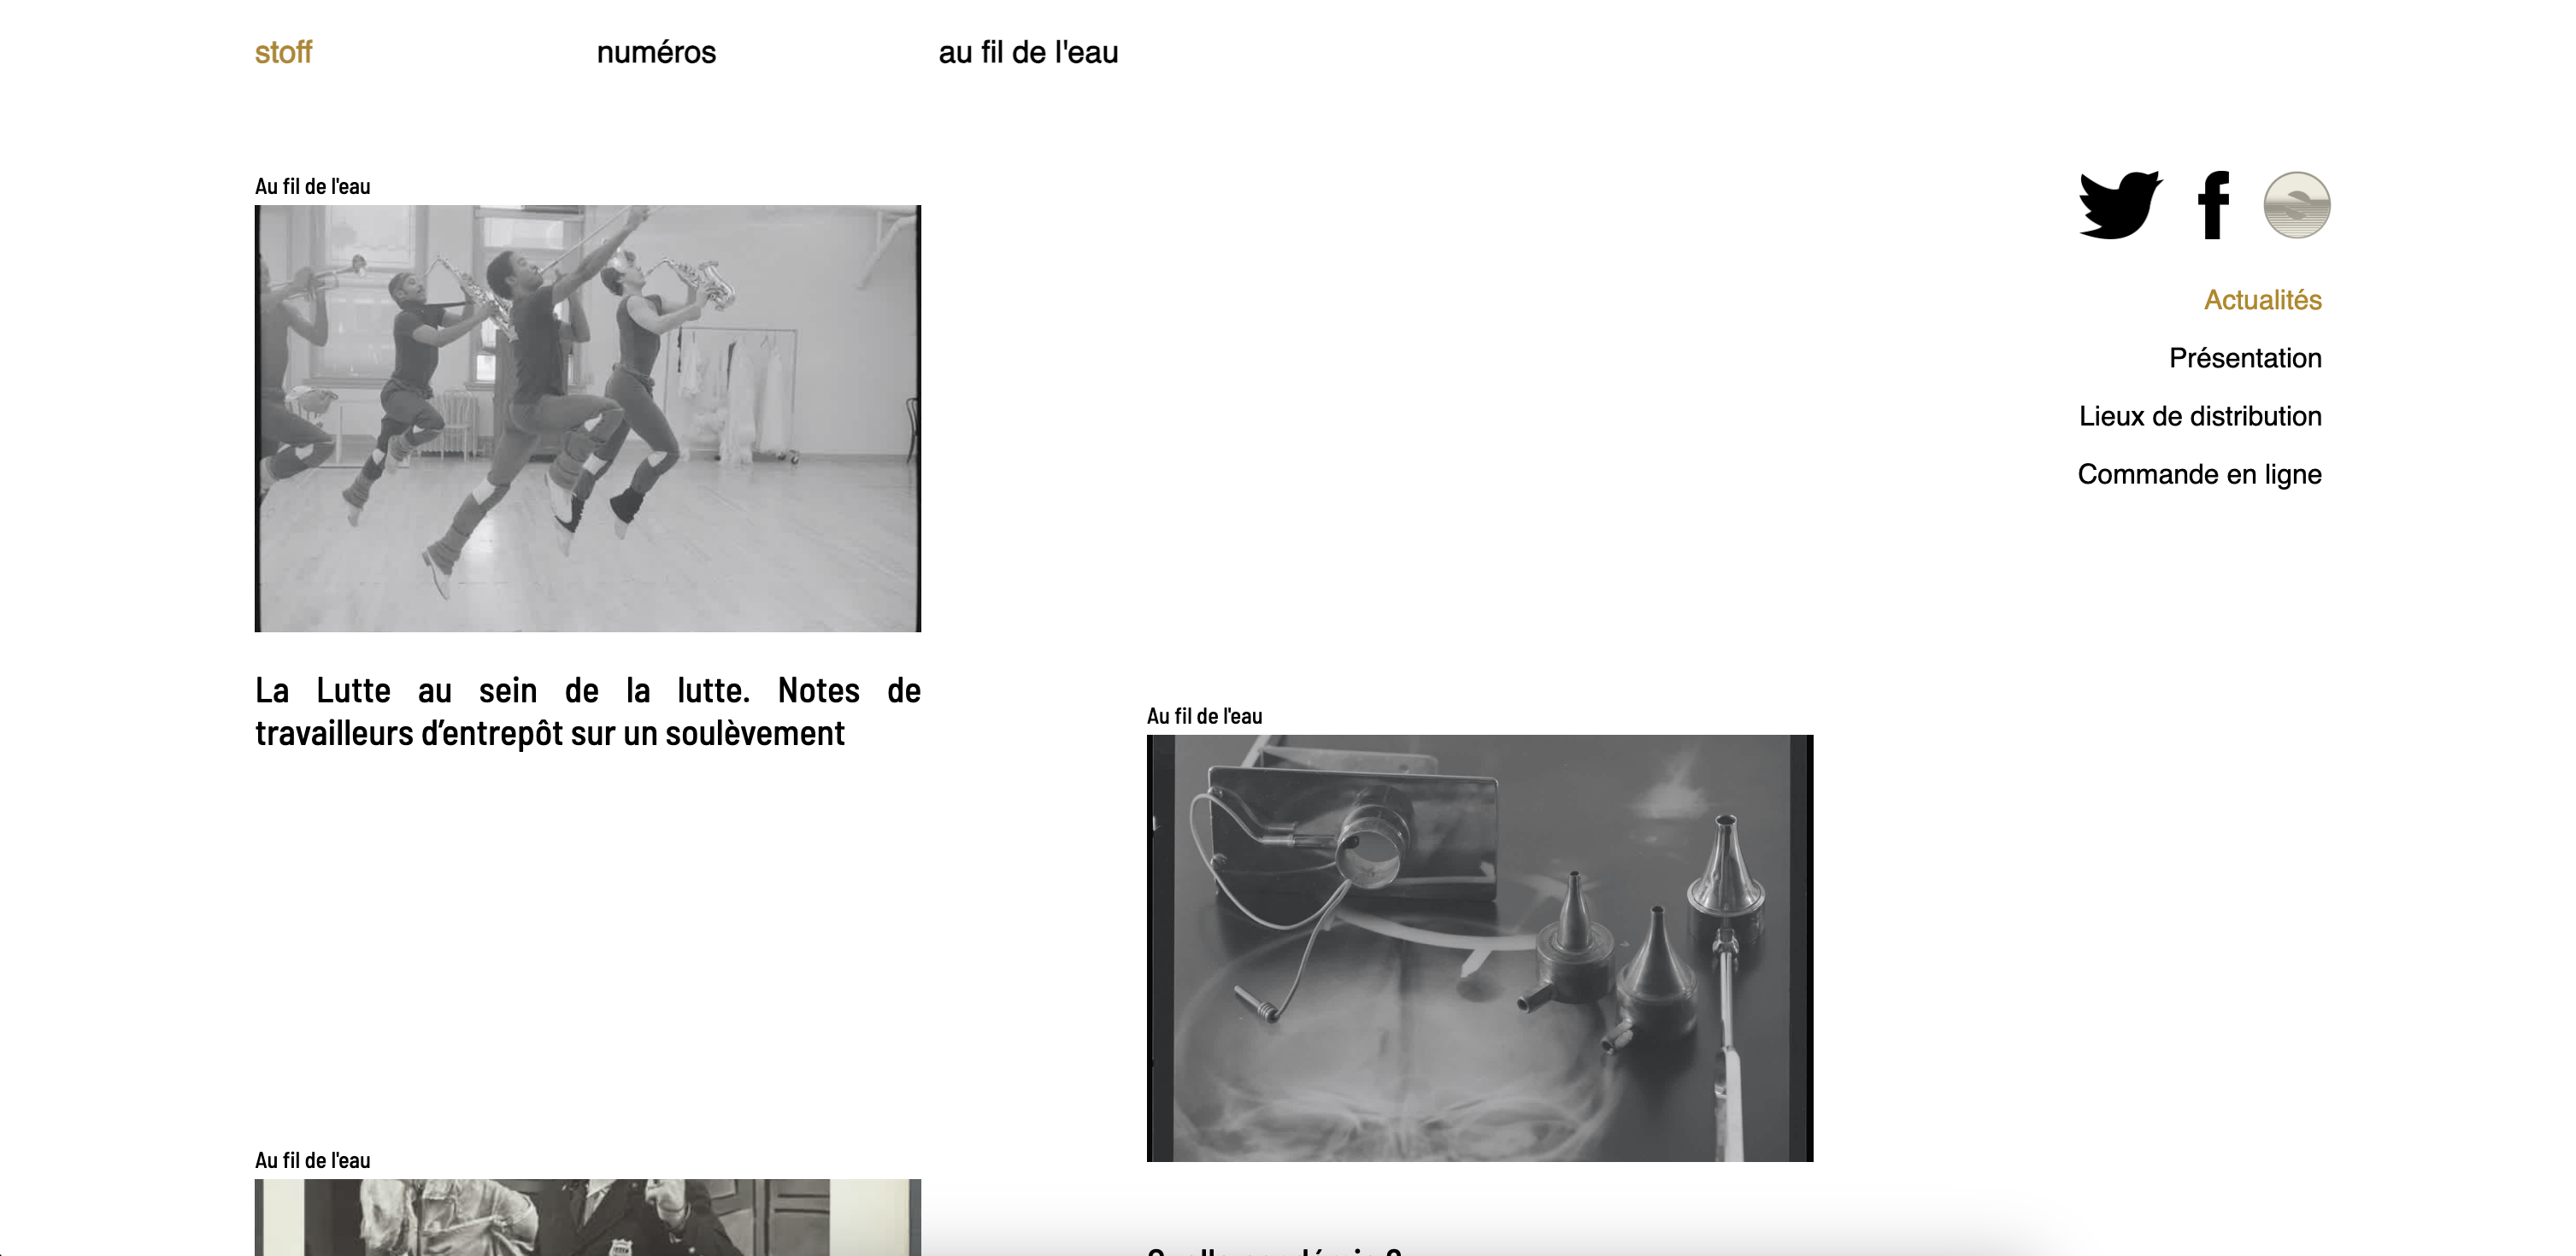 stoff
numéros
au fil de l'eau
Au fil de l'eau
La Lutte au sein de la lutte. Notes de
travailleurs d’entrepôt sur un soulèvement
Actualités
Présentation
Lieux de distribution
Commande en ligne
Au fil de l'eau
Au fil de l'eau